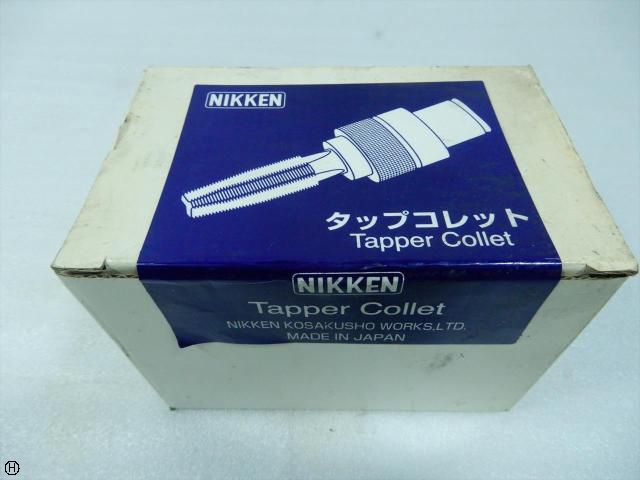 NIKKEN
タップコレット
Tapper Collet
NIKKEN
Tapper Collet
NIKKEN KOSAKUSHO WORKS,LTD.
MADE IN JAPAN
H